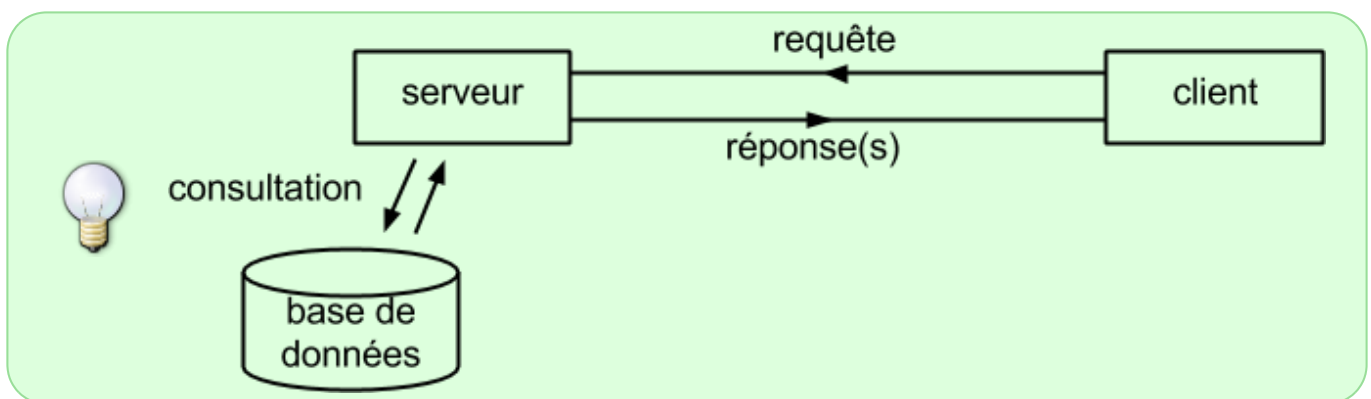 requête
serveur
client
réponse(s)
consultation
base de
données